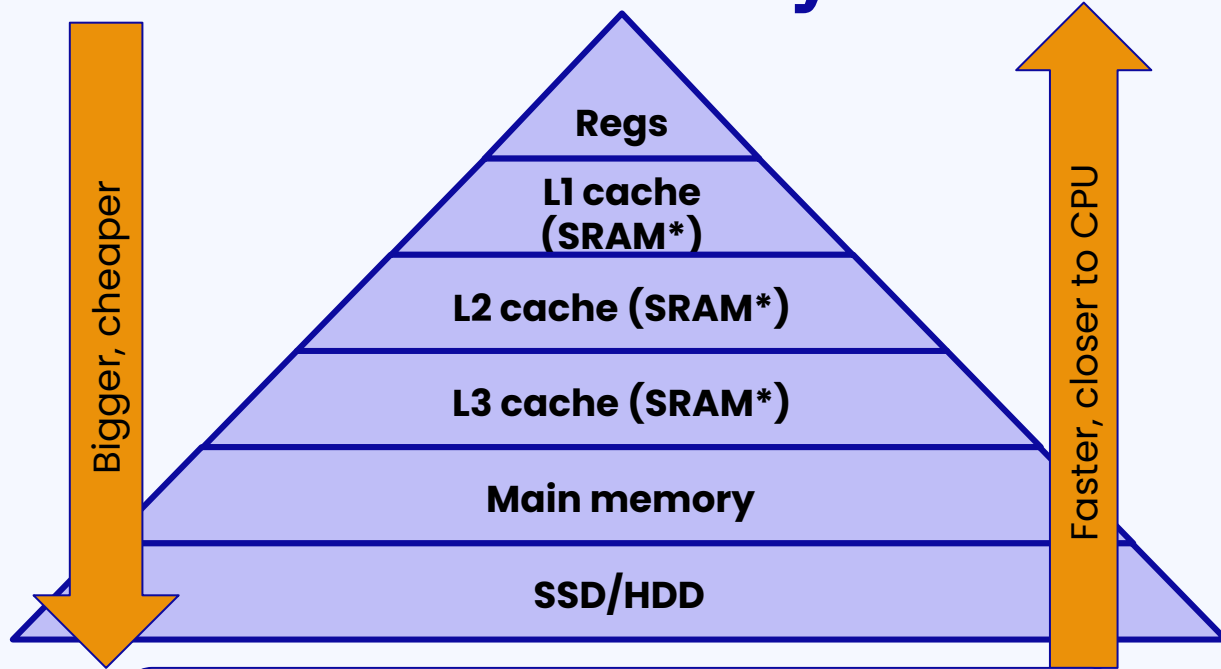 Regs
L1 cache
(SRAM*)
L2 cache (SRAM*)
L3 cache (SRAM*)
Main memory
SSD/HDD
Bigger, cheaper
Faster, closer to CPU